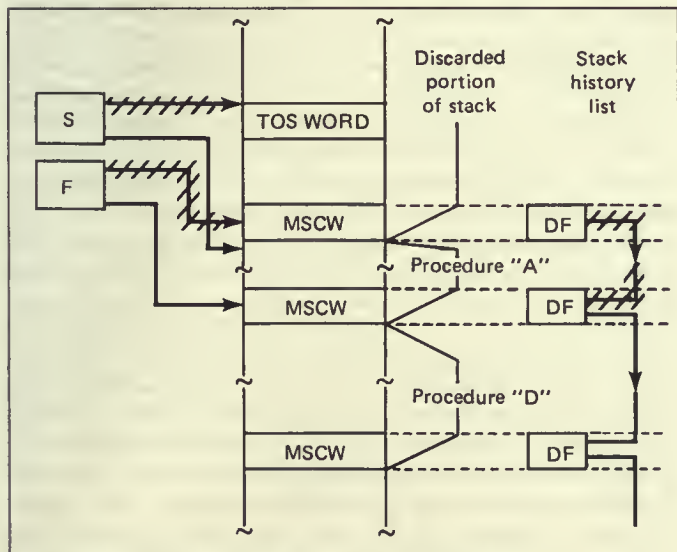 Discarded
portion
of stack
Stack
history
list
S
TOS WORD
F
MSCW
DF
Procedure "A"
MSCW
DF
Procedure "D"
MSCW
DF